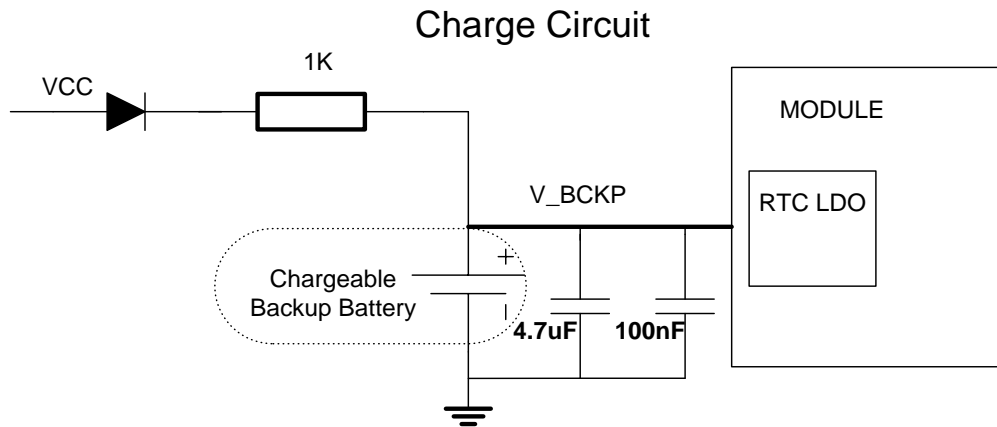 Charge Circuit
1K
VCC
MODULE
V_BCKP
RTC LDO
+
Chargeable
Backup Battery
4.7uF
100nF